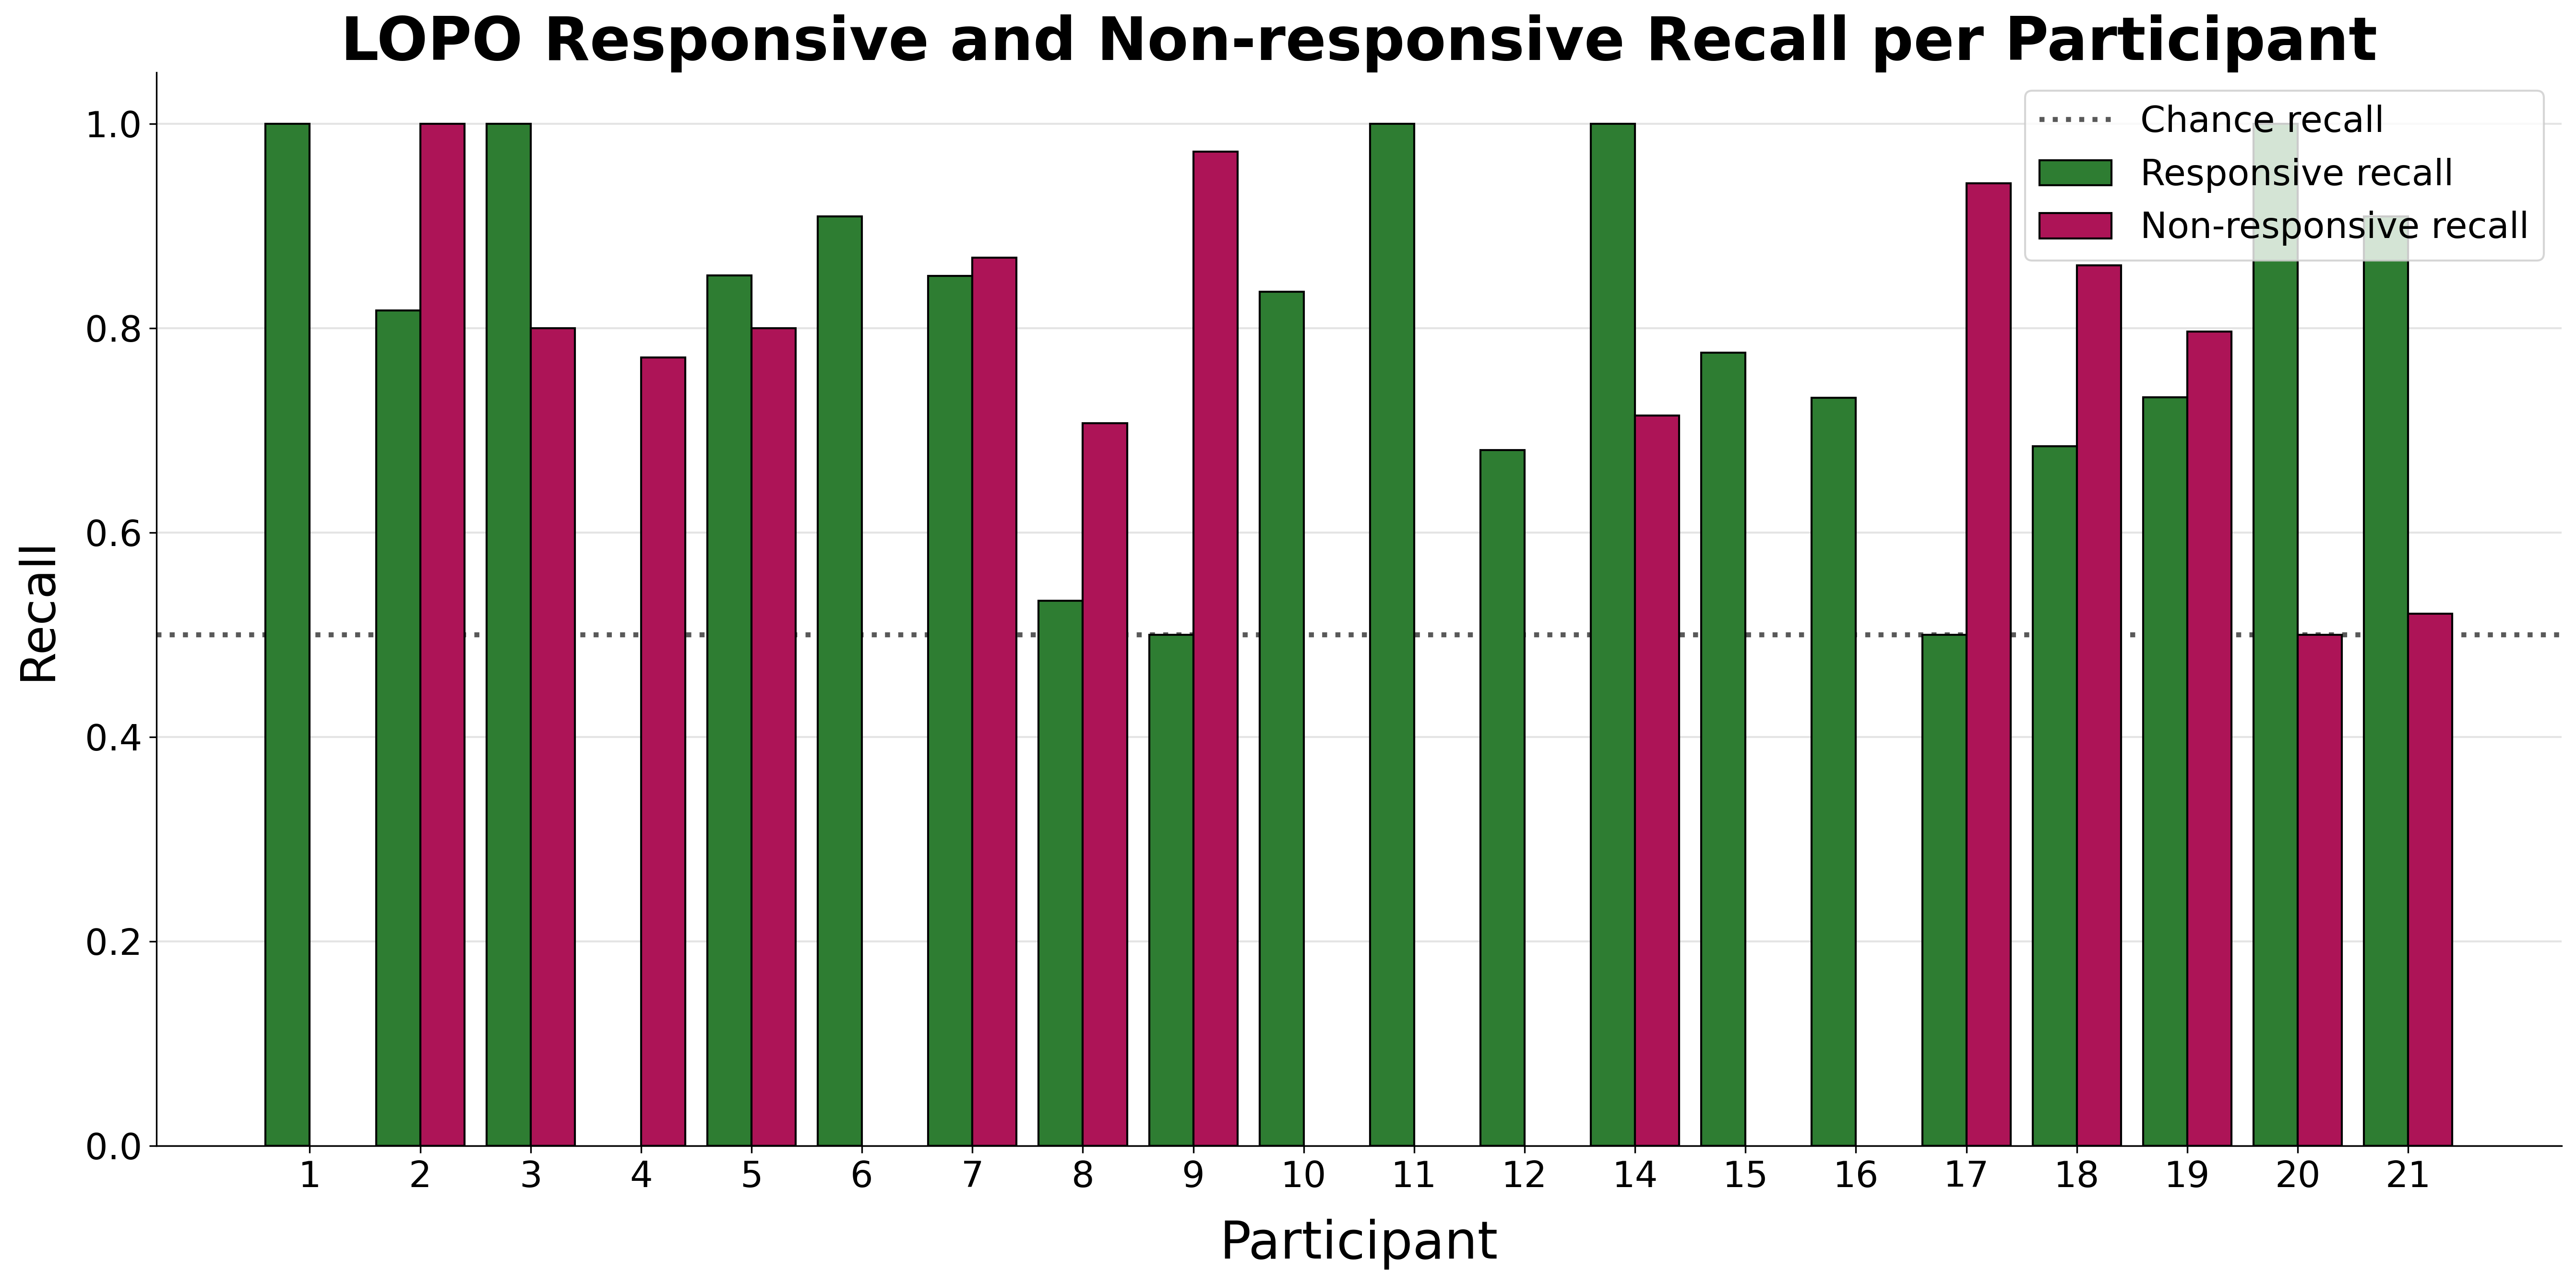 LOPO Responsive and Non-responsive Recall per Participant
Chance recall
Responsive recall
Non-responsive recall
1.0
0.8
0.6
0.4
0.2
0.0
Recall
1 2 3 4 5 6 7 8 9 10 11 12 14 15 16 17 18 19 20 21
Participant